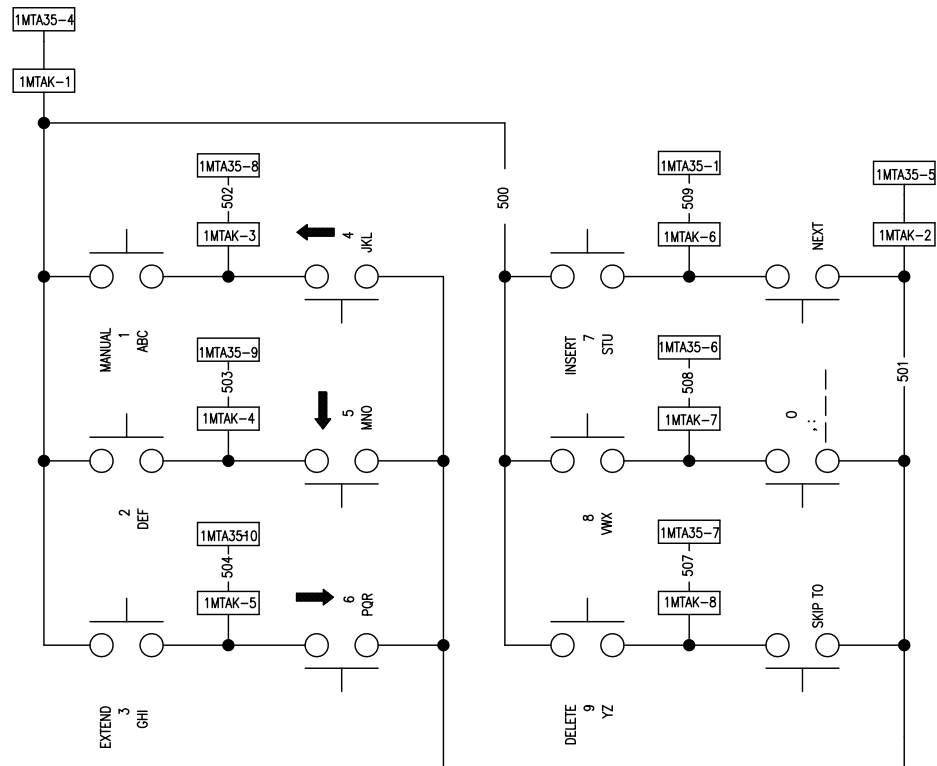 1MTA35-4
1MTAK-1
1MTA35-8
502
1MTAK-3
4
JKL
MANUAL
1
ABC
1MTA35-9
503
1MTAK-4
5
MNO
2
DEF
1MTA35-10
504
1MTAK-5
6
PQR
EXTEND
3
GHI
500
1MTA35-1
509
1MTAK-6
NEXT
1MTA35-5
1MTAK-2
501
INSERT
7
STU
1MTA35-6
508
1MTAK-7
0
, :
8
VWX
1MTA35-7
507
1MTAK-8
SKIP TO
DELETE
9
YZ